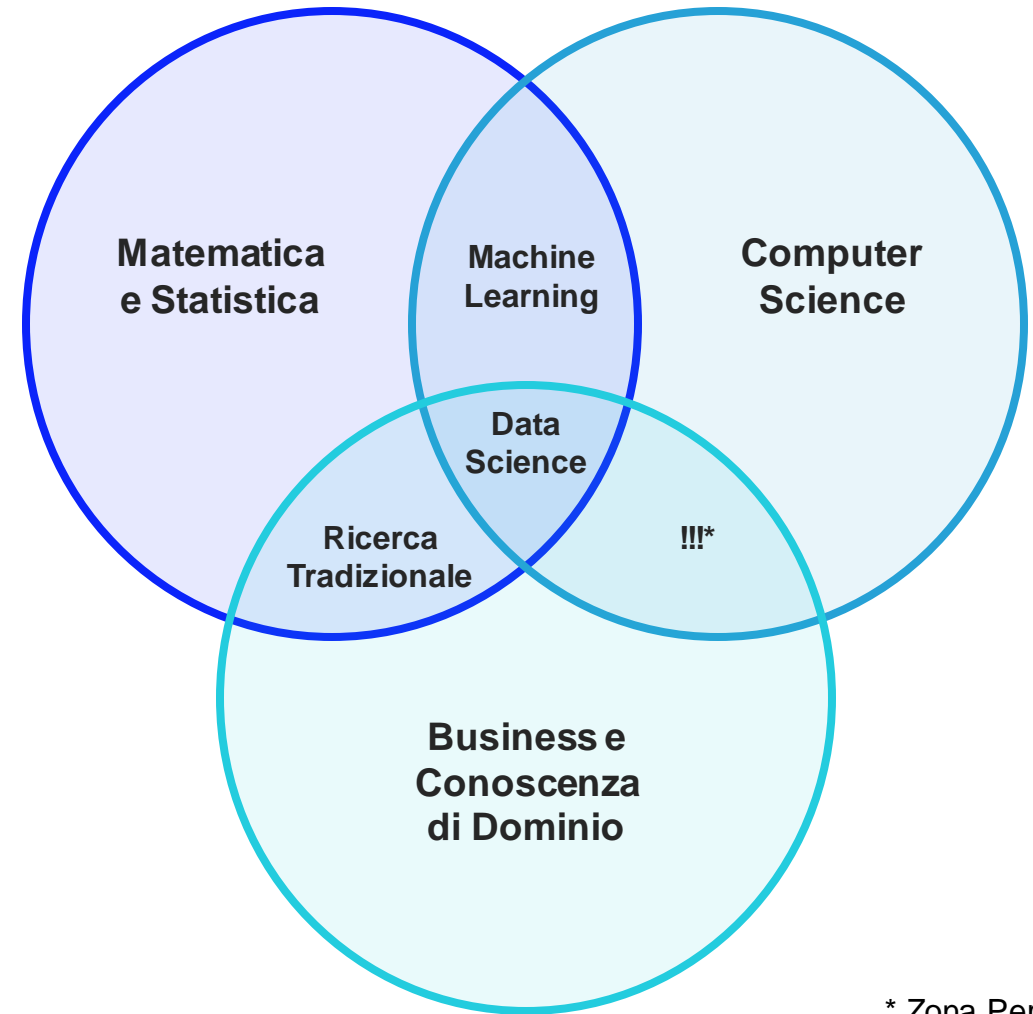 Matematica
e Statistica
Machine
Learning
Computer
Science
Data
Science
Ricerca
Tradizionale
!!!*
Business e
Conoscenza
di Dominio
* Zona